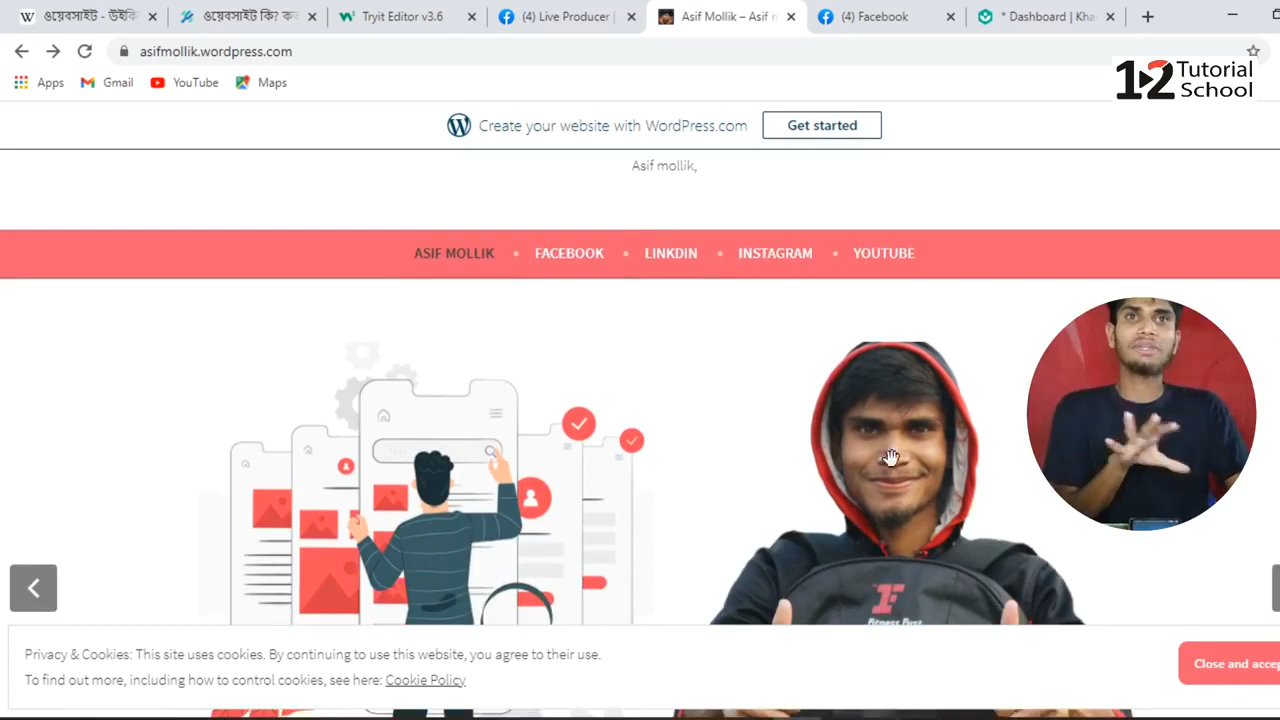 ওয়েবসাইট - উইকি
ওয়েবসাইট কি? কত
Tryit Editor v3.6
(4) Live Producer |
Asif Mollik – Asif m
(4) Facebook
* Dashboard | Kha
asifmollik.wordpress.com
Apps
Gmail
YouTube
Maps
12 Tutorial
School
Create your website with WordPress.com
Get started
Asif mollik,
ASIF MOLLIK • FACEBOOK • LINKDIN • INSTAGRAM • YOUTUBE
Fitness First
Privacy & Cookies: This site uses cookies. By continuing to use this website, you agree to their use.
To find out more, including how to control cookies, see here: Cookie Policy
Close and accep